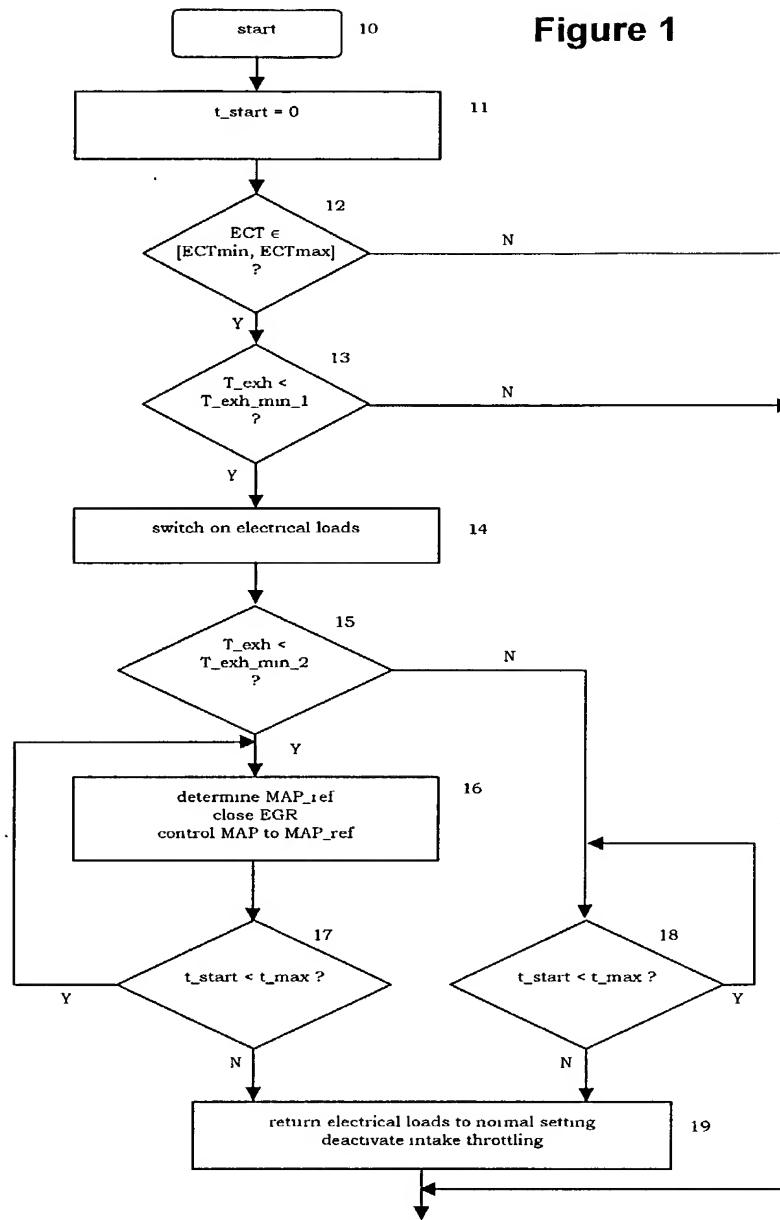 Figure 1
start
10
t_start = 0
11
12
ECT ∈
[ECTmin, ECTmax]
?
N
Y
13
T_exh <
T_exh_min_1
?
N
Y
switch on electrical loads
14
15
T_exh <
T_exh_min_2
?
N
Y
determine MAP_ref
close EGR
control MAP to MAP_ref
16
17
t_start < t_max ?
Y
N
18
t_start < t_max ?
Y
N
return electrical loads to normal setting
deactivate intake throttling
19